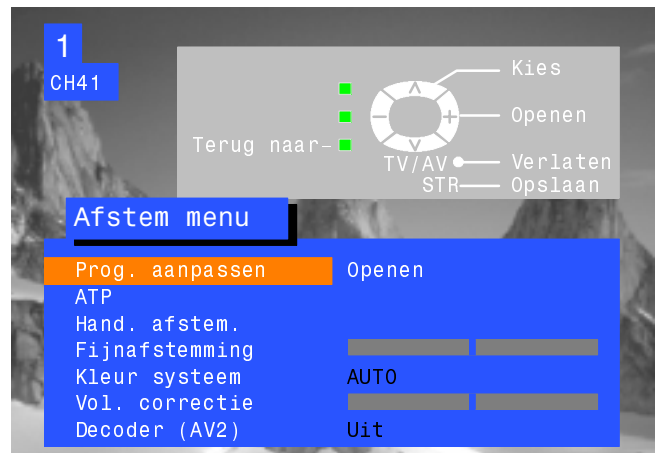 1
CH41
Kies
Openen
Terug naar
TV/AV Verlaten
STR Opslaan
Afstem menu
Prog. aanpassen Openen
ATP
Hand. afstem.
Fijnafstemming
Kleur systeem AUTO
Vol. correctie
Decoder (AV2) Uit